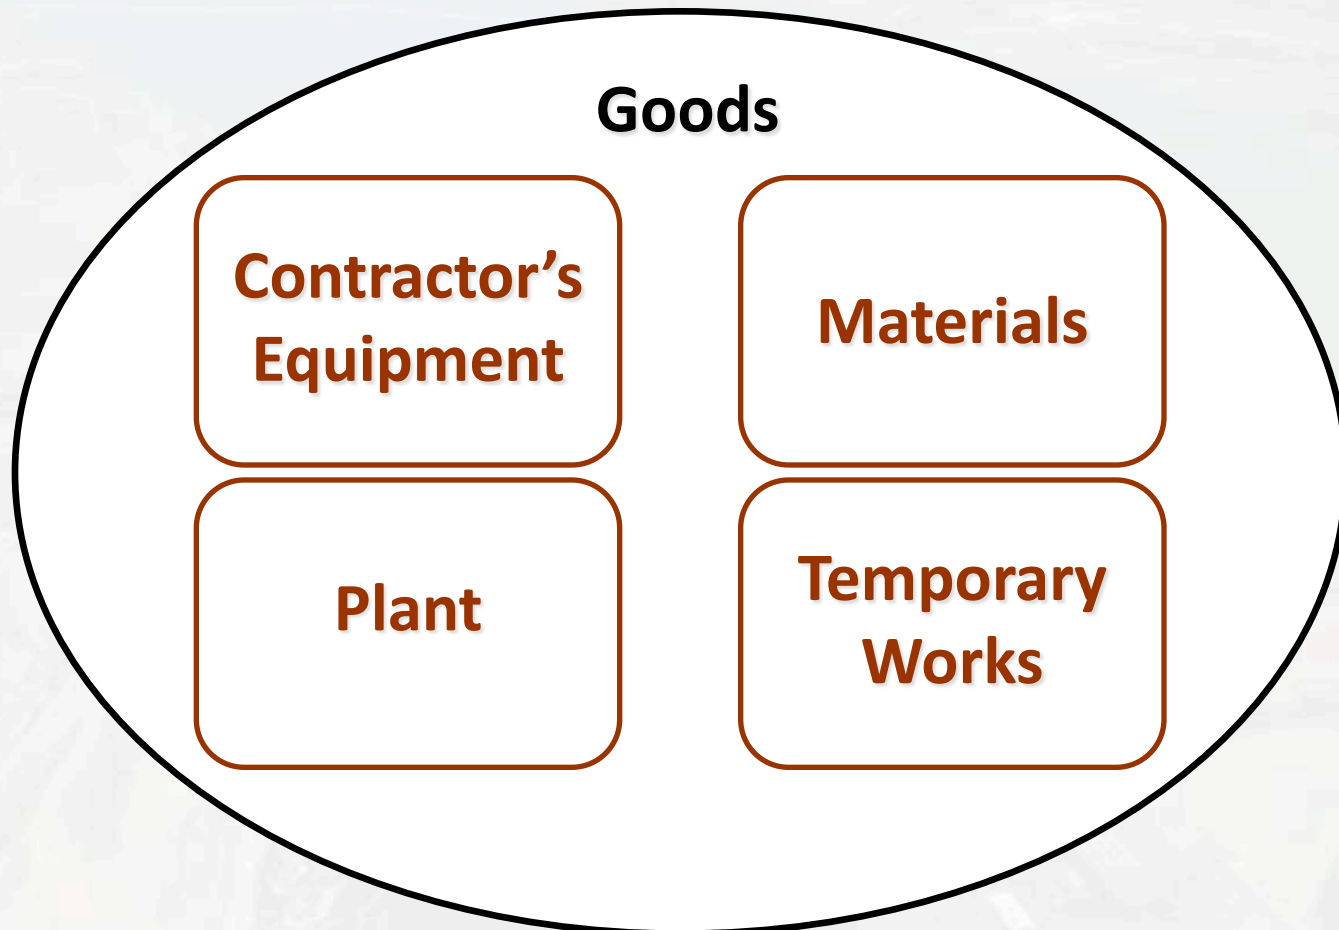 Goods
Contractor’s
Equipment
Materials
Plant
Temporary
Works